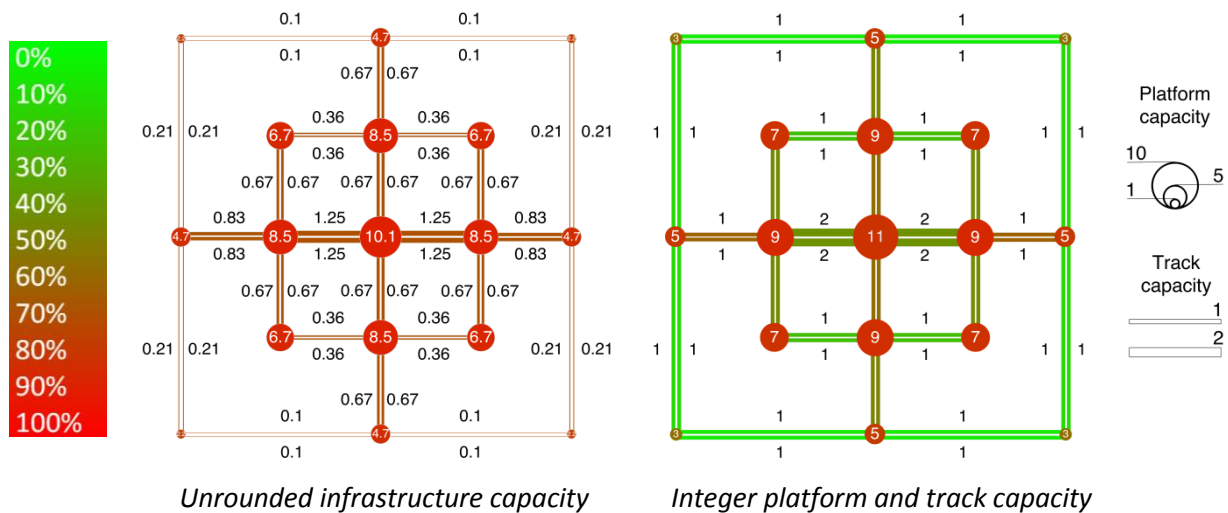 0%
10%
20%
30%
40%
50%
60%
70%
80%
90%
100%
0.1 0.1
4.7
0.1 0.1
0.67 0.67
0.36 0.36
0.21 0.21 6.7 8.5 6.7 0.21 0.21
0.36 0.36
0.67 0.67 0.67 0.67 0.67 0.67
0.83 1.25 1.25 0.83
4.7 8.5 10.1 8.5 4.7
0.83 1.25 1.25 0.83
0.67 0.67 0.67 0.67 0.67 0.67
0.36 0.36
6.7 8.5 6.7
0.21 0.21 0.36 0.36 0.21 0.21
0.67 0.67
0.1 0.1
4.7
0.1 0.1
Unrounded infrastructure capacity
1 1
3 5 3
1 1
1 1
1 1 7 9 7 1 1
1 1
1 2 2 1
5 9 11 9 5
1 2 2 1
1 1
7 9 7
1 1 1 1 1 1
1 1
3 5 3
1 1
Integer platform and track capacity
Platform
capacity
10
5
1
Track
capacity
1
2